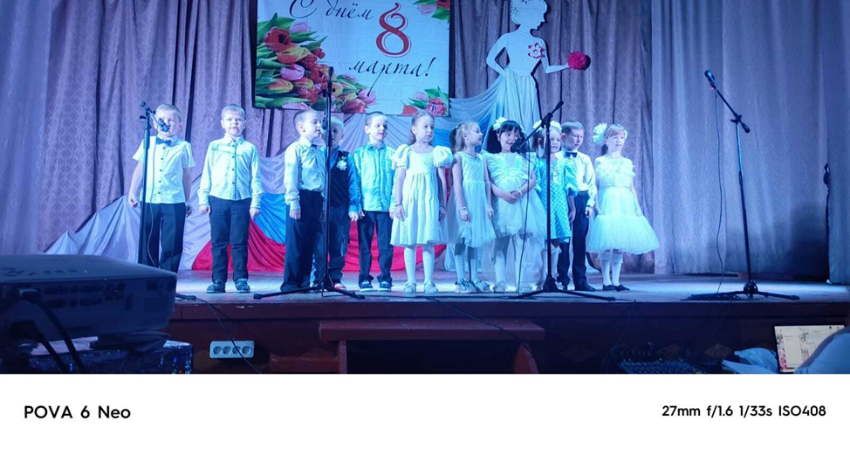 С днём
8
марта!
POVA 6 Neo
27mm f/1.6 1/33s ISO408